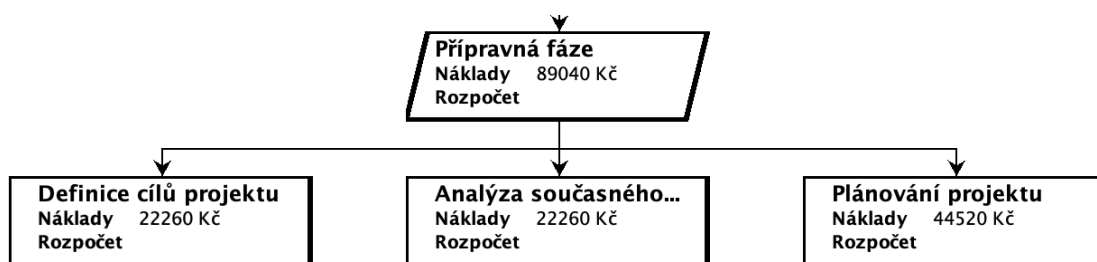 Přípravná fáze
Náklady 89040 Kč
Rozpočet
Definice cílů projektu
Náklady 22260 Kč
Rozpočet
Analýza současného...
Náklady 22260 Kč
Rozpočet
Plánování projektu
Náklady 44520 Kč
Rozpočet